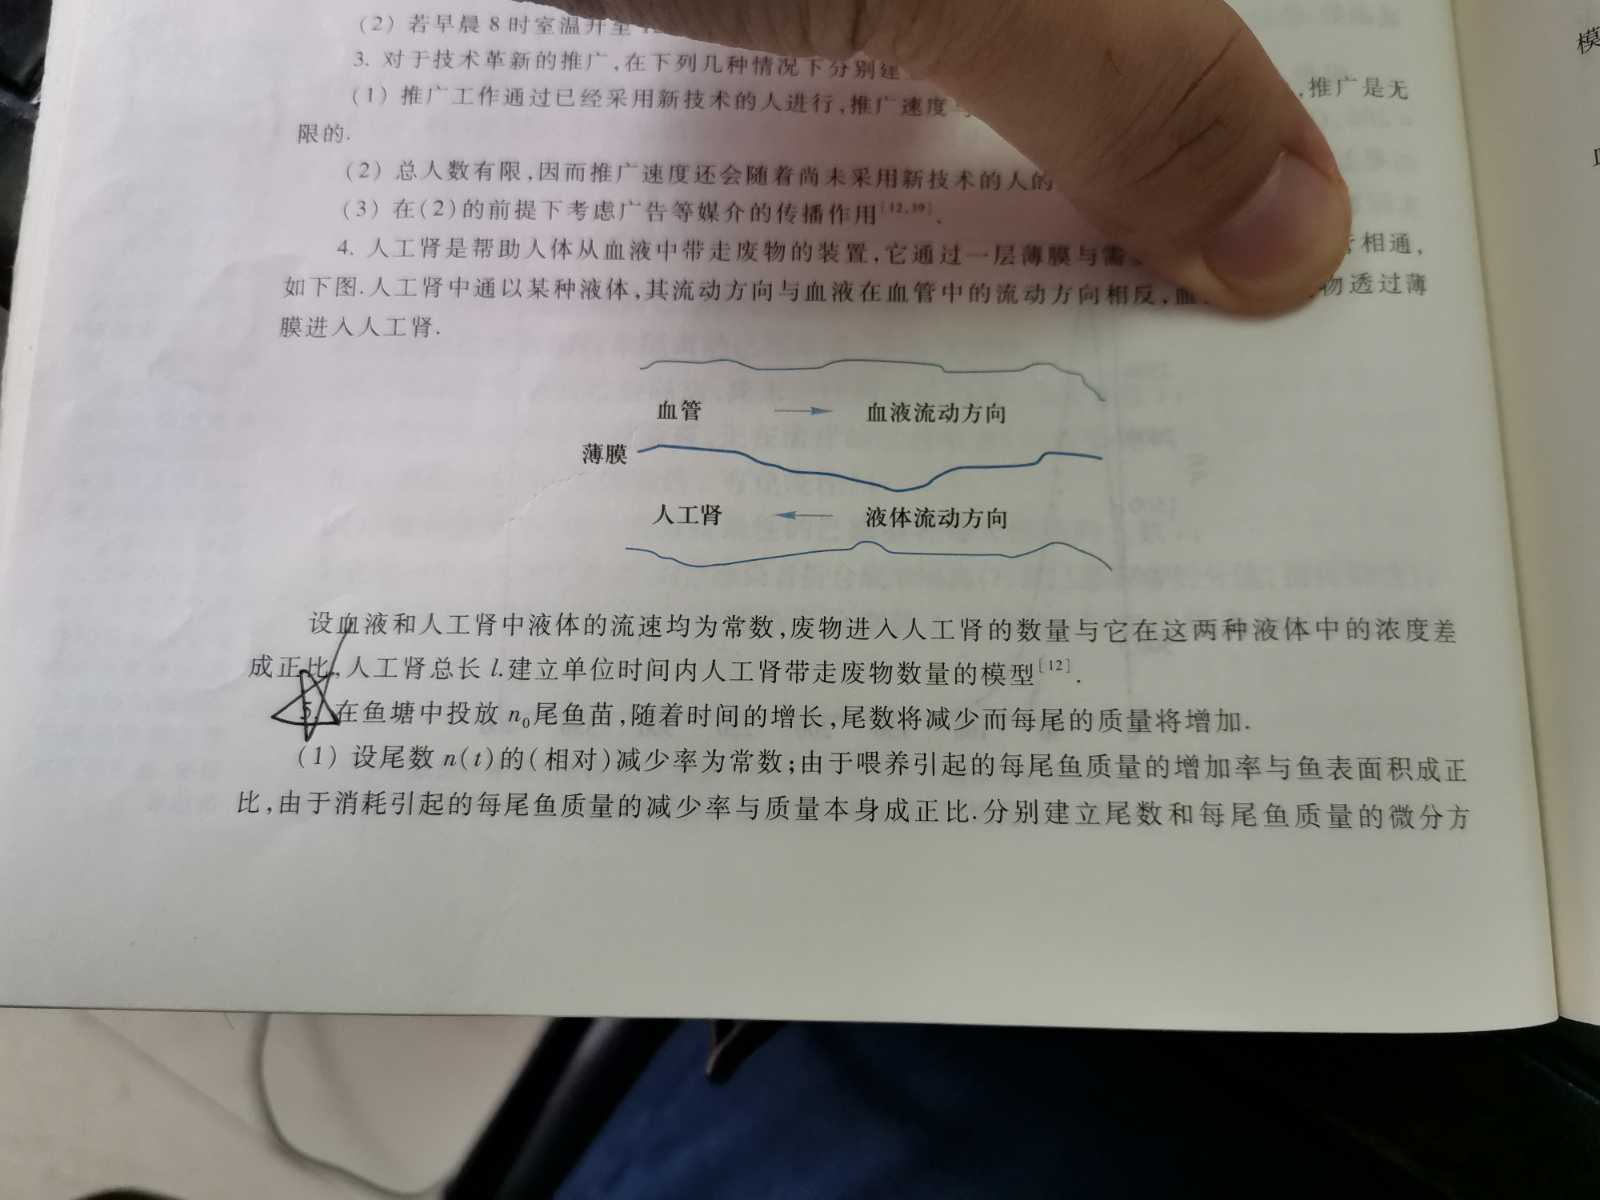 (2) 若早晨 8 时室温升至
3. 对于技术革新的推广,在下列几种情况下分别建
(1) 推广工作通过已经采用新技术的人进行,推广速度 ,推广是无
限的.
(2) 总人数有限,因而推广速度还会随着尚未采用新技术的人的
(3) 在(2)的前提下考虑广告等媒介的传播作用[12,39].
4. 人工肾是帮助人体从血液中带走废物的装置,它通过一层薄膜与需 相通,
如下图.人工肾中通以某种液体,其流动方向与血液在血管中的流动方向相反,血 物透过薄
膜进入人工肾.
血管 → 血液流动方向
薄膜
人工肾 ← 液体流动方向
设血液和人工肾中液体的流速均为常数,废物进入人工肾的数量与它在这两种液体中的浓度差
成正比,人工肾总长 l.建立单位时间内人工肾带走废物数量的模型[12].
5. 在鱼塘中投放 n₀尾鱼苗,随着时间的增长,尾数将减少而每尾的质量将增加.
(1) 设尾数 n(t)的(相对)减少率为常数;由于喂养引起的每尾鱼质量的增加率与鱼表面积成正
比,由于消耗引起的每尾鱼质量的减少率与质量本身成正比.分别建立尾数和每尾鱼质量的微分方
模